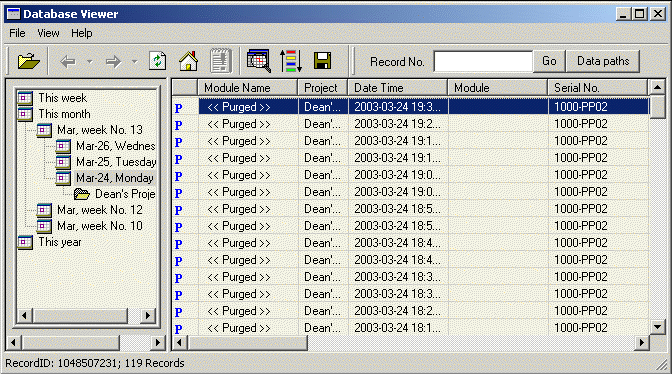 Database Viewer
File View Help
Record No. Go Data paths
This week
This month
Mar, week No. 13
Mar-26, Wednes
Mar-25, Tuesday
Mar-24, Monday
Dean's Proje
Mar, week No. 12
Mar, week No. 10
This year
Module Name Project Date Time Module Serial No.
P << Purged >> Dean'... 2003-03-24 19:3... 1000-PP02
P << Purged >> Dean'... 2003-03-24 19:2... 1000-PP02
P << Purged >> Dean'... 2003-03-24 19:1... 1000-PP02
P << Purged >> Dean'... 2003-03-24 19:1... 1000-PP02
P << Purged >> Dean'... 2003-03-24 19:0... 1000-PP02
P << Purged >> Dean'... 2003-03-24 19:0... 1000-PP02
P << Purged >> Dean'... 2003-03-24 18:5... 1000-PP02
P << Purged >> Dean'... 2003-03-24 18:5... 1000-PP02
P << Purged >> Dean'... 2003-03-24 18:4... 1000-PP02
P << Purged >> Dean'... 2003-03-24 18:4... 1000-PP02
P << Purged >> Dean'... 2003-03-24 18:3... 1000-PP02
P << Purged >> Dean'... 2003-03-24 18:3... 1000-PP02
P << Purged >> Dean'... 2003-03-24 18:2... 1000-PP02
P << Purged >> Dean'... 2003-03-24 18:1... 1000-PP02
RecordID: 1048507231; 119 Records